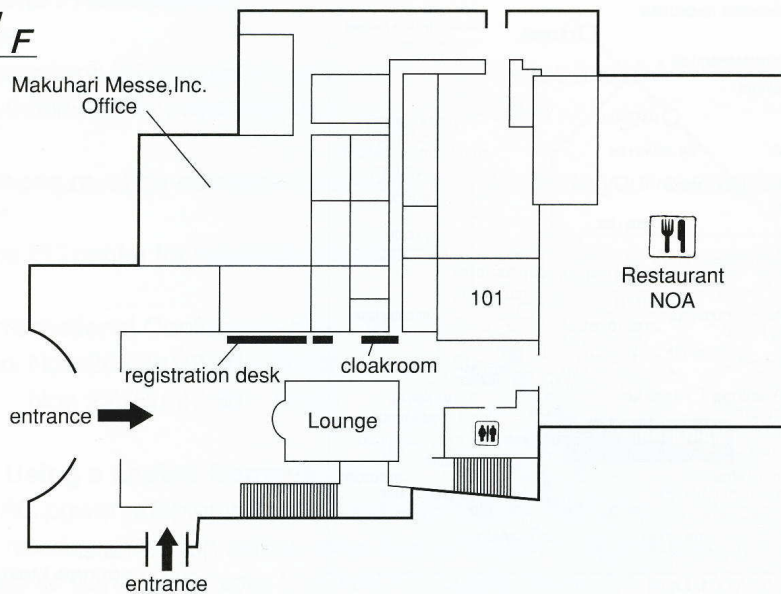 F
Makuhari Messe,Inc.
Office
Restaurant
NOA
101
registration desk
cloakroom
entrance
Lounge
entrance